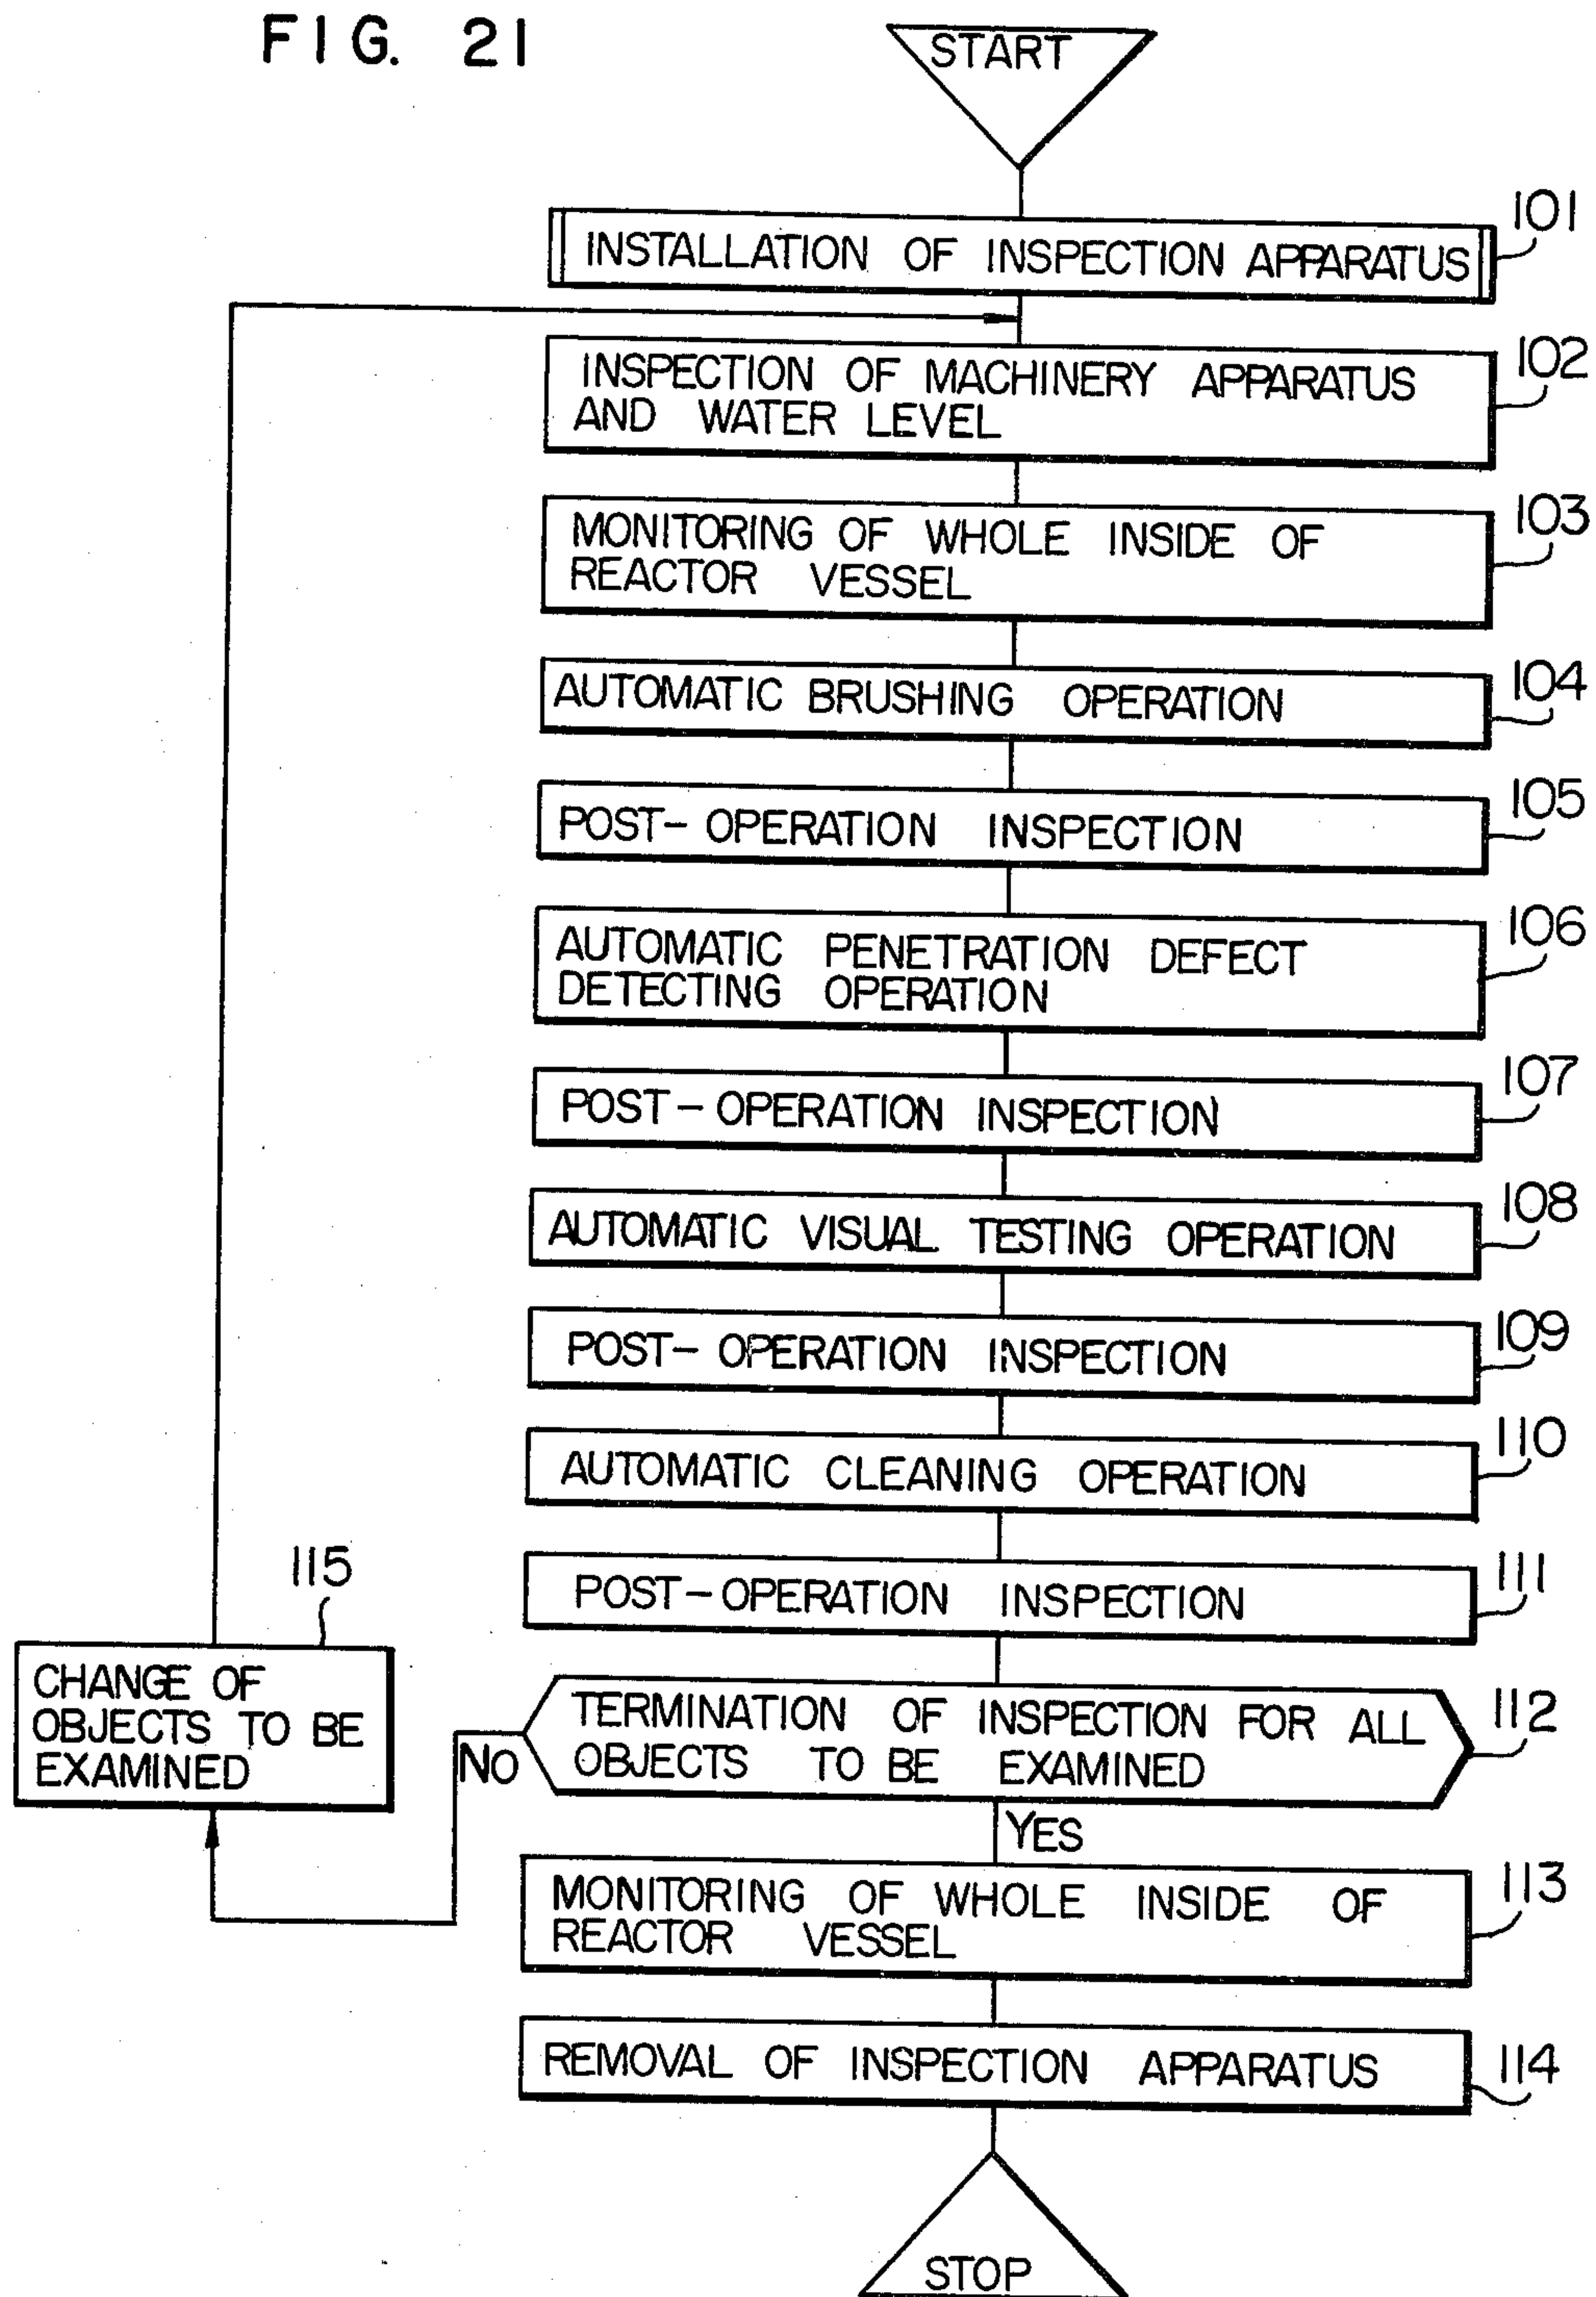 FIG. 21
START
101
INSTALLATION OF INSPECTION APPARATUS
102
INSPECTION OF MACHINERY APPARATUS
AND WATER LEVEL
103
MONITORING OF WHOLE INSIDE OF
REACTOR VESSEL
104
AUTOMATIC BRUSHING OPERATION
105
POST-OPERATION INSPECTION
106
AUTOMATIC PENETRATION DEFECT
DETECTING OPERATION
107
POST-OPERATION INSPECTION
108
AUTOMATIC VISUAL TESTING OPERATION
109
POST-OPERATION INSPECTION
110
AUTOMATIC CLEANING OPERATION
111
POST-OPERATION INSPECTION
115
CHANGE OF
OBJECTS TO BE
EXAMINED
112
TERMINATION OF INSPECTION FOR ALL
OBJECTS TO BE EXAMINED
NO
YES
113
MONITORING OF WHOLE INSIDE OF
REACTOR VESSEL
114
REMOVAL OF INSPECTION APPARATUS
STOP